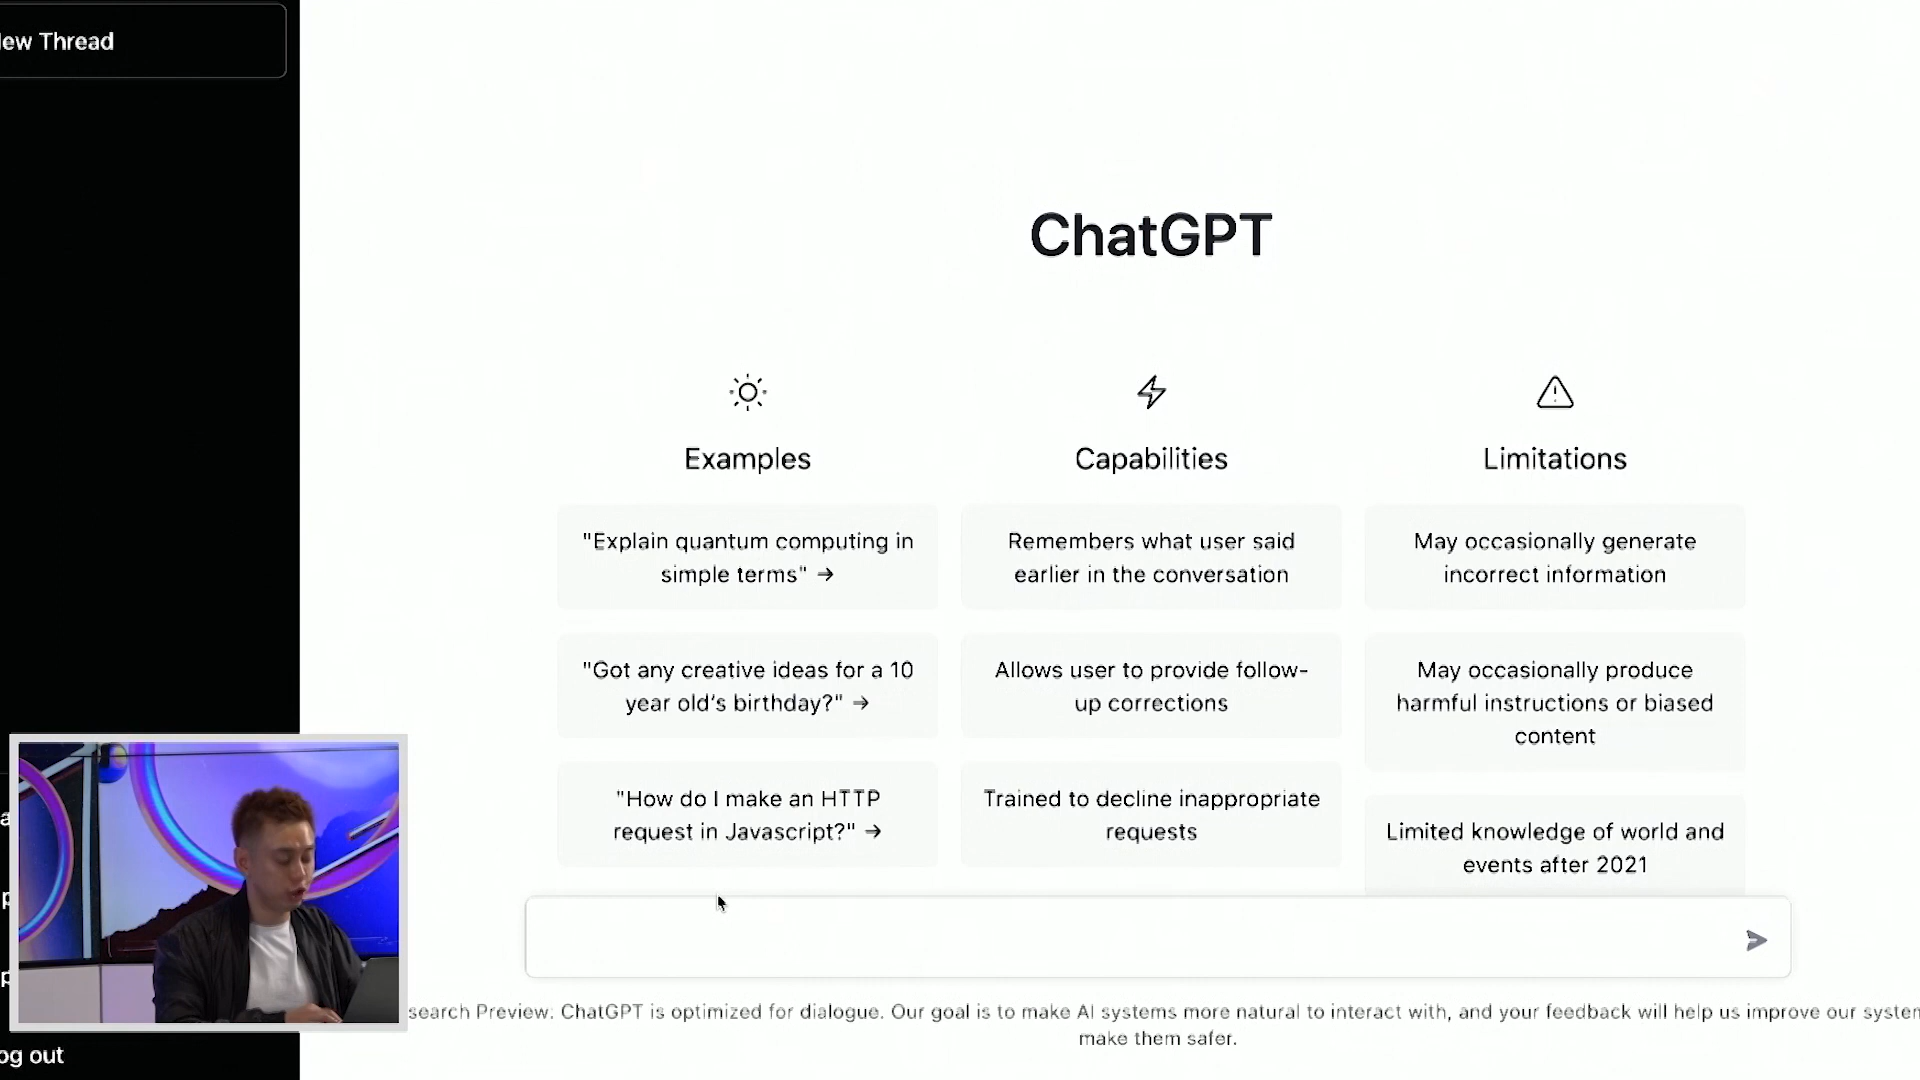 ew Thread
ChatGPT
Examples
Capabilities
Limitations
"Explain quantum computing in
simple terms" →
"Got any creative ideas for a 10
year old's birthday?" →
"How do I make an HTTP
request in Javascript?" →
Remembers what user said
earlier in the conversation
Allows user to provide follow-
up corrections
Trained to decline inappropriate
requests
May occasionally generate
incorrect information
May occasionally produce
harmful instructions or biased
content
Limited knowledge of world and
events after 2021
search Preview: ChatGPT is optimized for dialogue. Our goal is to make AI systems more natural to interact with, and your feedback will help us improve our system
make them safer.
og out